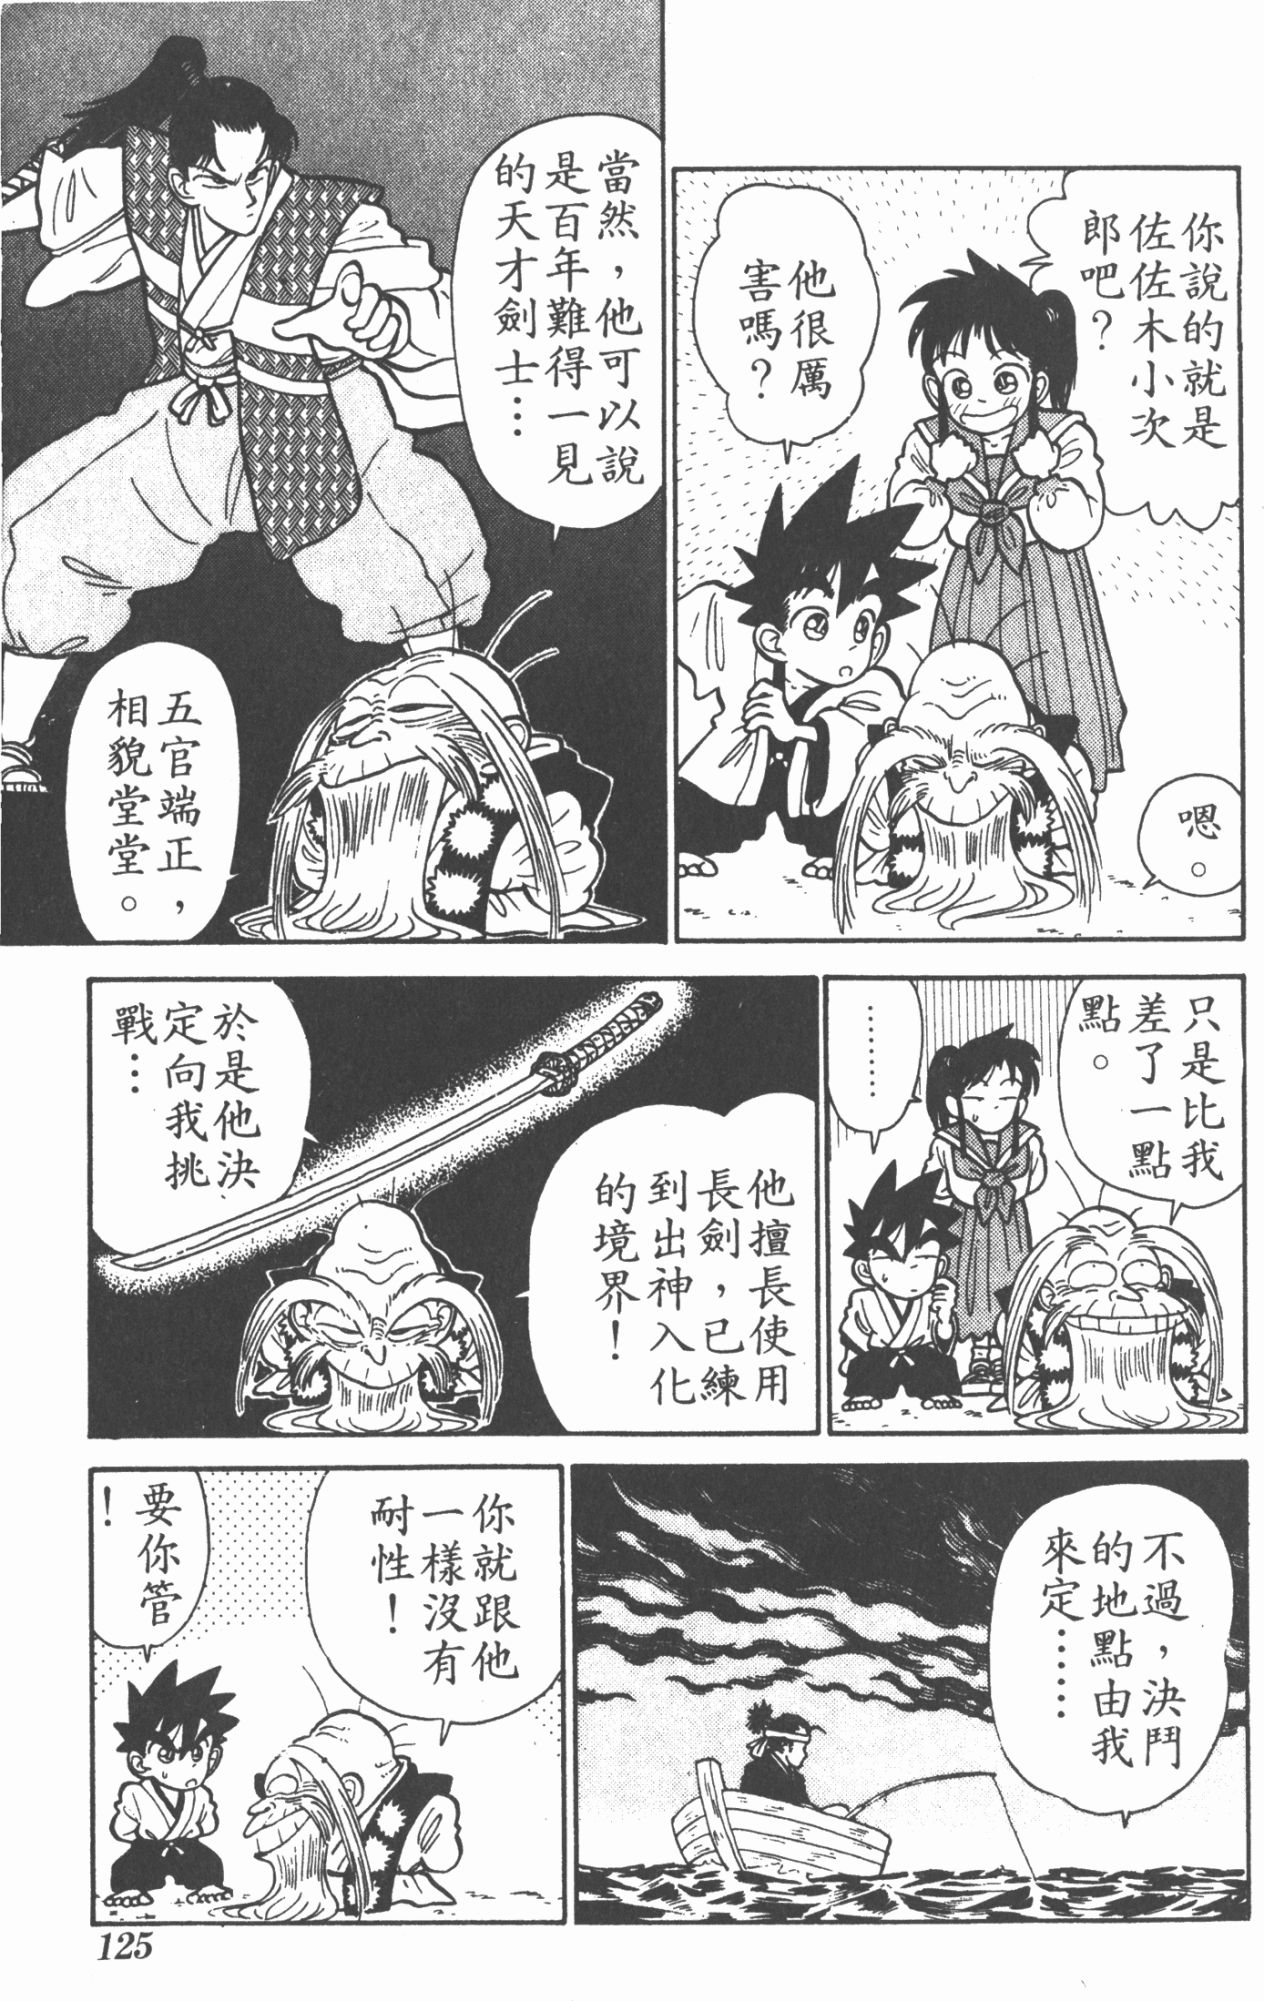 你說的就是
佐佐木小次
郎吧？
他很厲
害嗎？
嗯。
當然，他可以說
是百年難得一見
的天才劍士…
五官端正，
相貌堂堂。
只是比我
差了一點
點。
………
他擅長使用
長劍，已練
到出神入化
的境界！
於是他決
定向我挑
戰…
不過，決鬥
的地點由我
來定……
你就跟他
一樣沒有
耐性！
要你管
！
125